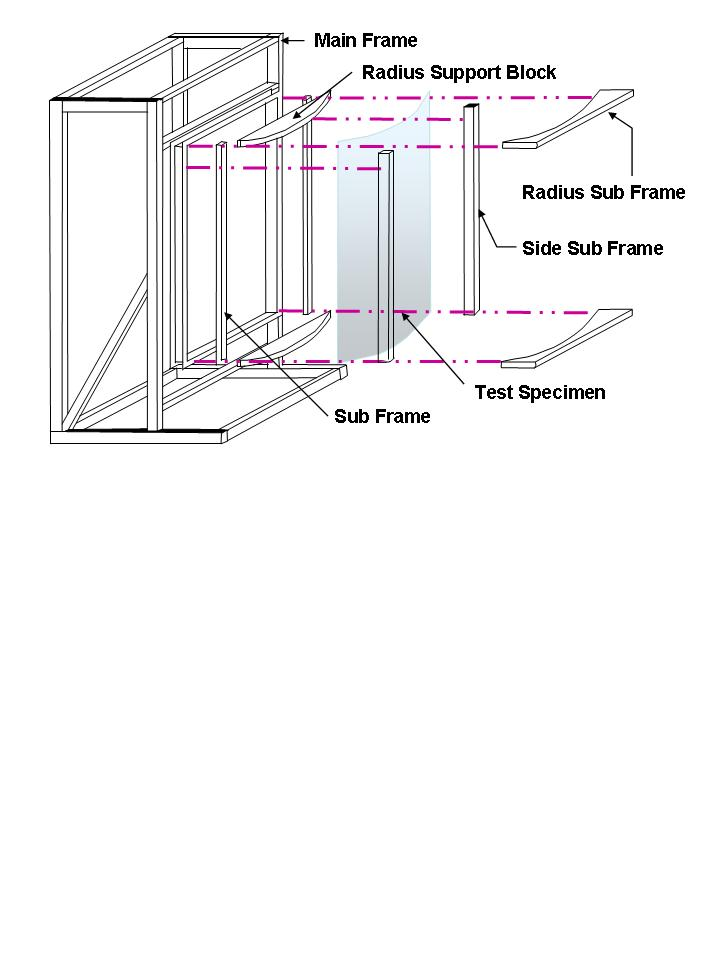 Main Frame
Radius Support Block
Radius Sub Frame
Side Sub Frame
Test Specimen
Sub Frame